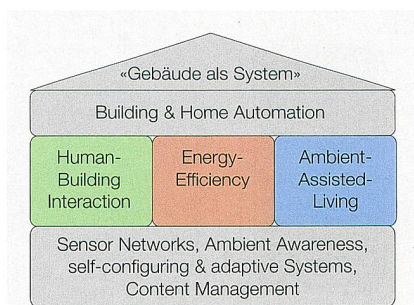 «Gebäude als System»
Building & Home Automation
Human-
Building
Interaction
Energy-
Efficiency
Ambient-
Assisted-
Living
Sensor Networks, Ambient Awareness,
self-configuring & adaptive Systems,
Content Management